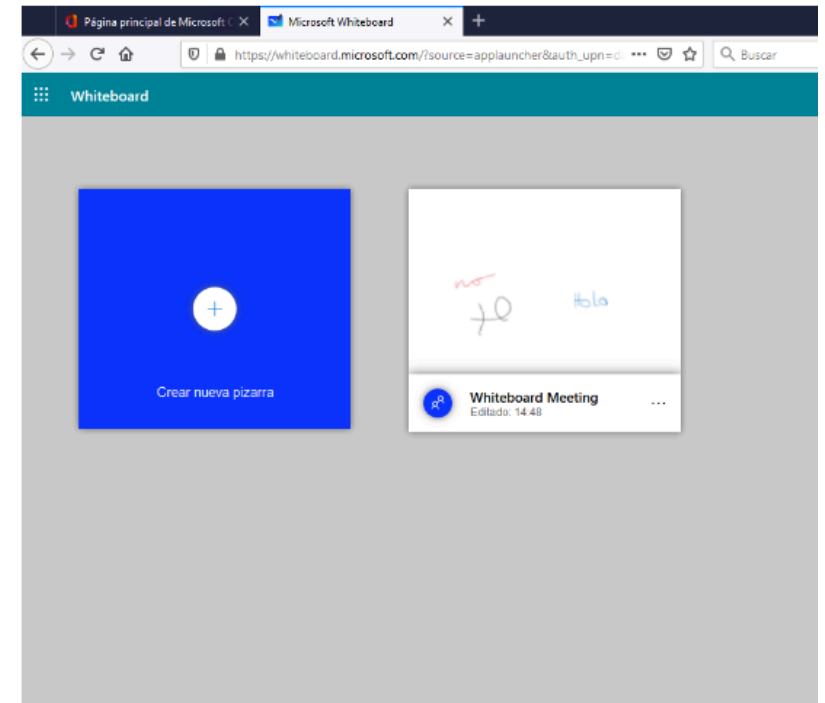 Página principal de Microsoft
Microsoft Whiteboard
https://whiteboard.microsoft.com/?source=applauncher&auth_upn=d
Buscar
Whiteboard
no
Hola
Crear nueva pizarra
Whiteboard Meeting
Editado: 14:48